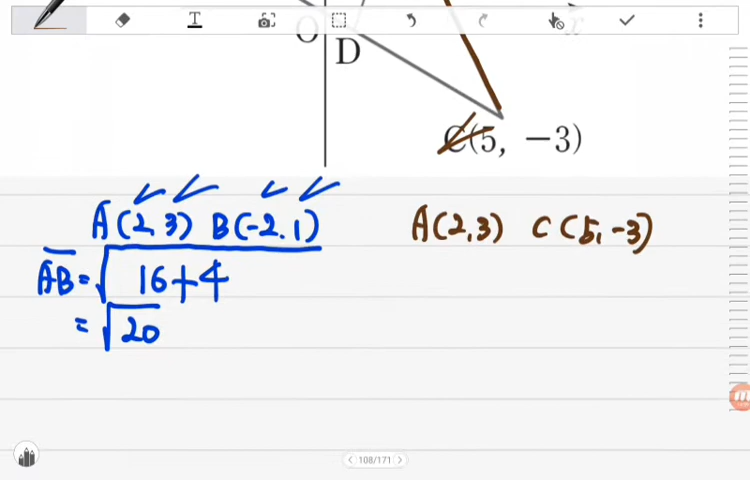 T
O
D
C(5, −3)
A(2,3) B(-2.1) A(2,3) C(5,-3)
AB=√16+4
=√20
108/171